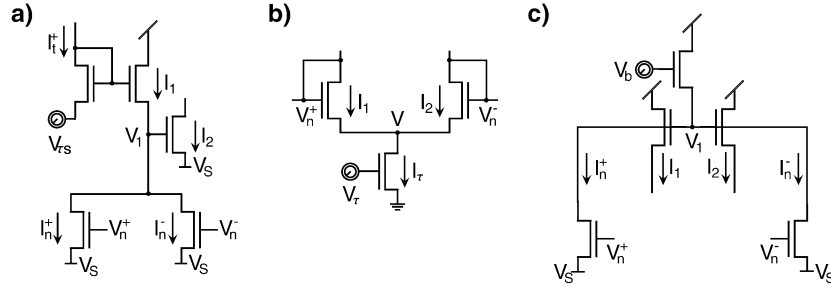 a)
b)
c)
I_t^+
I_1
V_τs
V_1
I_2
V_S
I_n^+
V_n^+
I_n^-
V_n^-
V_S
V_S
I_1
I_2
V_n^+
V
V_n^-
V_τ
I_τ
V_b
V_1
I_n^+
I_1
I_2
I_n^-
V_n^+
V_n^-
V_S
V_S